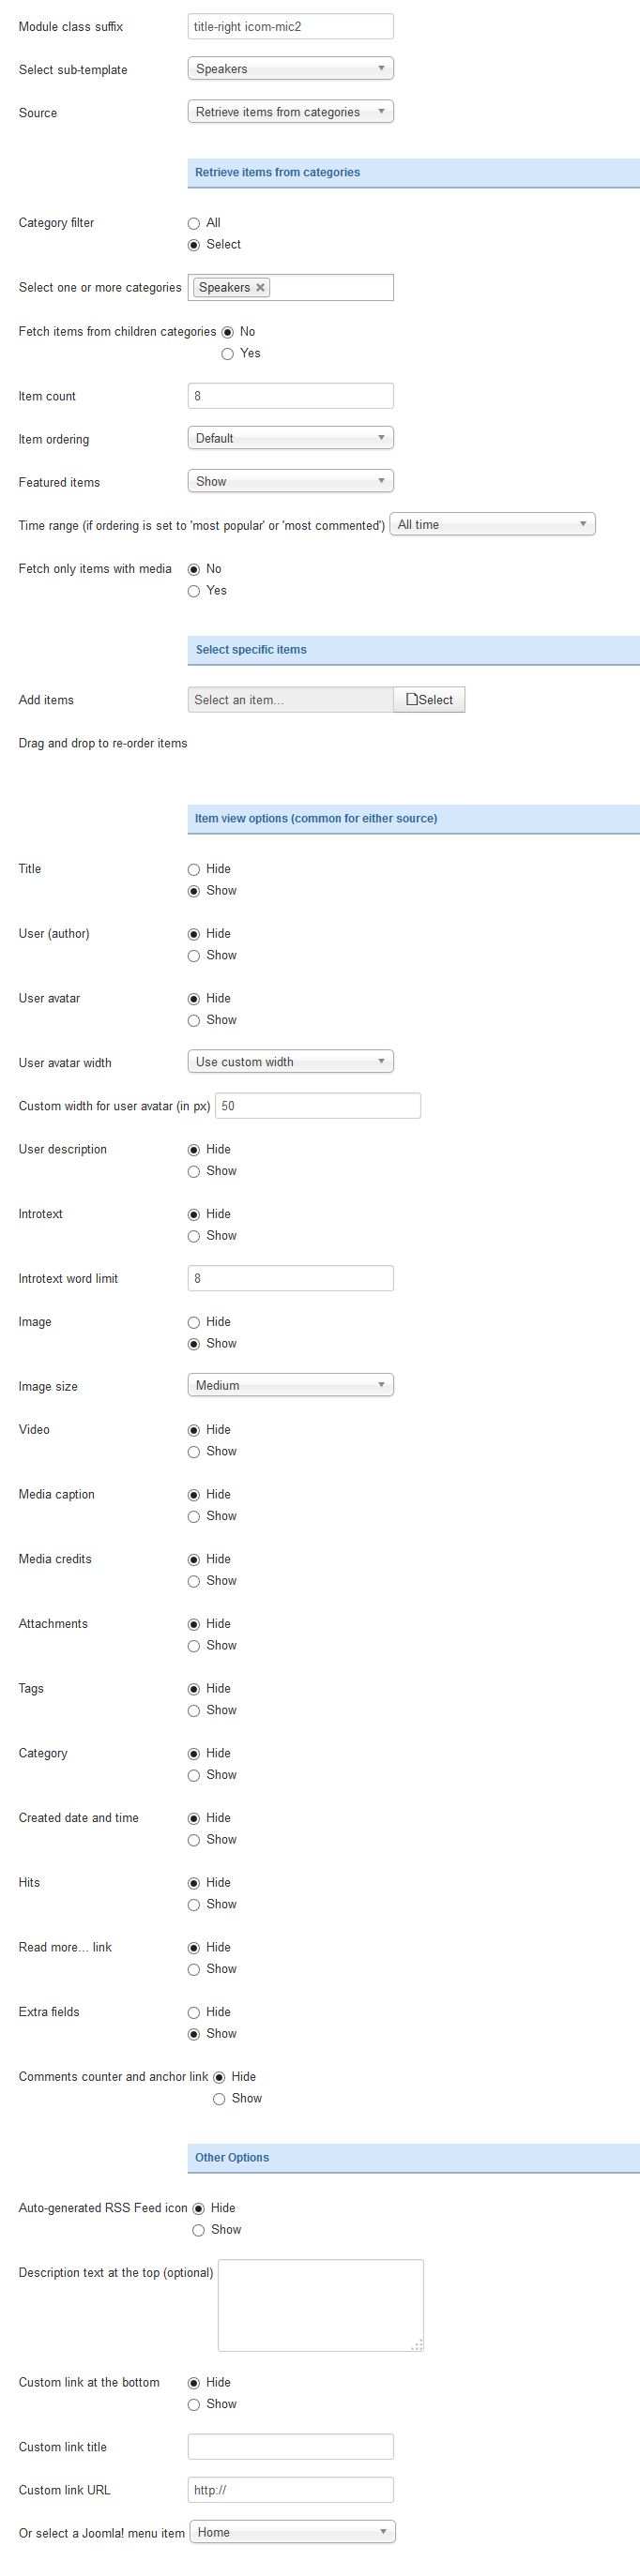 Module class suffix title-right icom-mic2
Select sub-template Speakers
Source Retrieve items from categories
Retrieve items from categories
Category filter All
Select
Select one or more categories Speakers
Fetch items from children categories No
Yes
Item count 8
Item ordering Default
Featured items Show
Time range (if ordering is set to 'most popular' or 'most commented') All time
Fetch only items with media No
Yes
Select specific items
Add items Select an item... Select
Drag and drop to re-order items
Item view options (common for either source)
Title Hide
Show
User (author) Hide
Show
User avatar Hide
Show
User avatar width Use custom width
Custom width for user avatar (in px) 50
User description Hide
Show
Introtext Hide
Show
Introtext word limit 8
Image Hide
Show
Image size Medium
Video Hide
Show
Media caption Hide
Show
Media credits Hide
Show
Attachments Hide
Show
Tags Hide
Show
Category Hide
Show
Created date and time Hide
Show
Hits Hide
Show
Read more... link Hide
Show
Extra fields Hide
Show
Comments counter and anchor link Hide
Show
Other Options
Auto-generated RSS Feed icon Hide
Show
Description text at the top (optional)
Custom link at the bottom Hide
Show
Custom link title
Custom link URL http://
Or select a Joomla! menu item Home